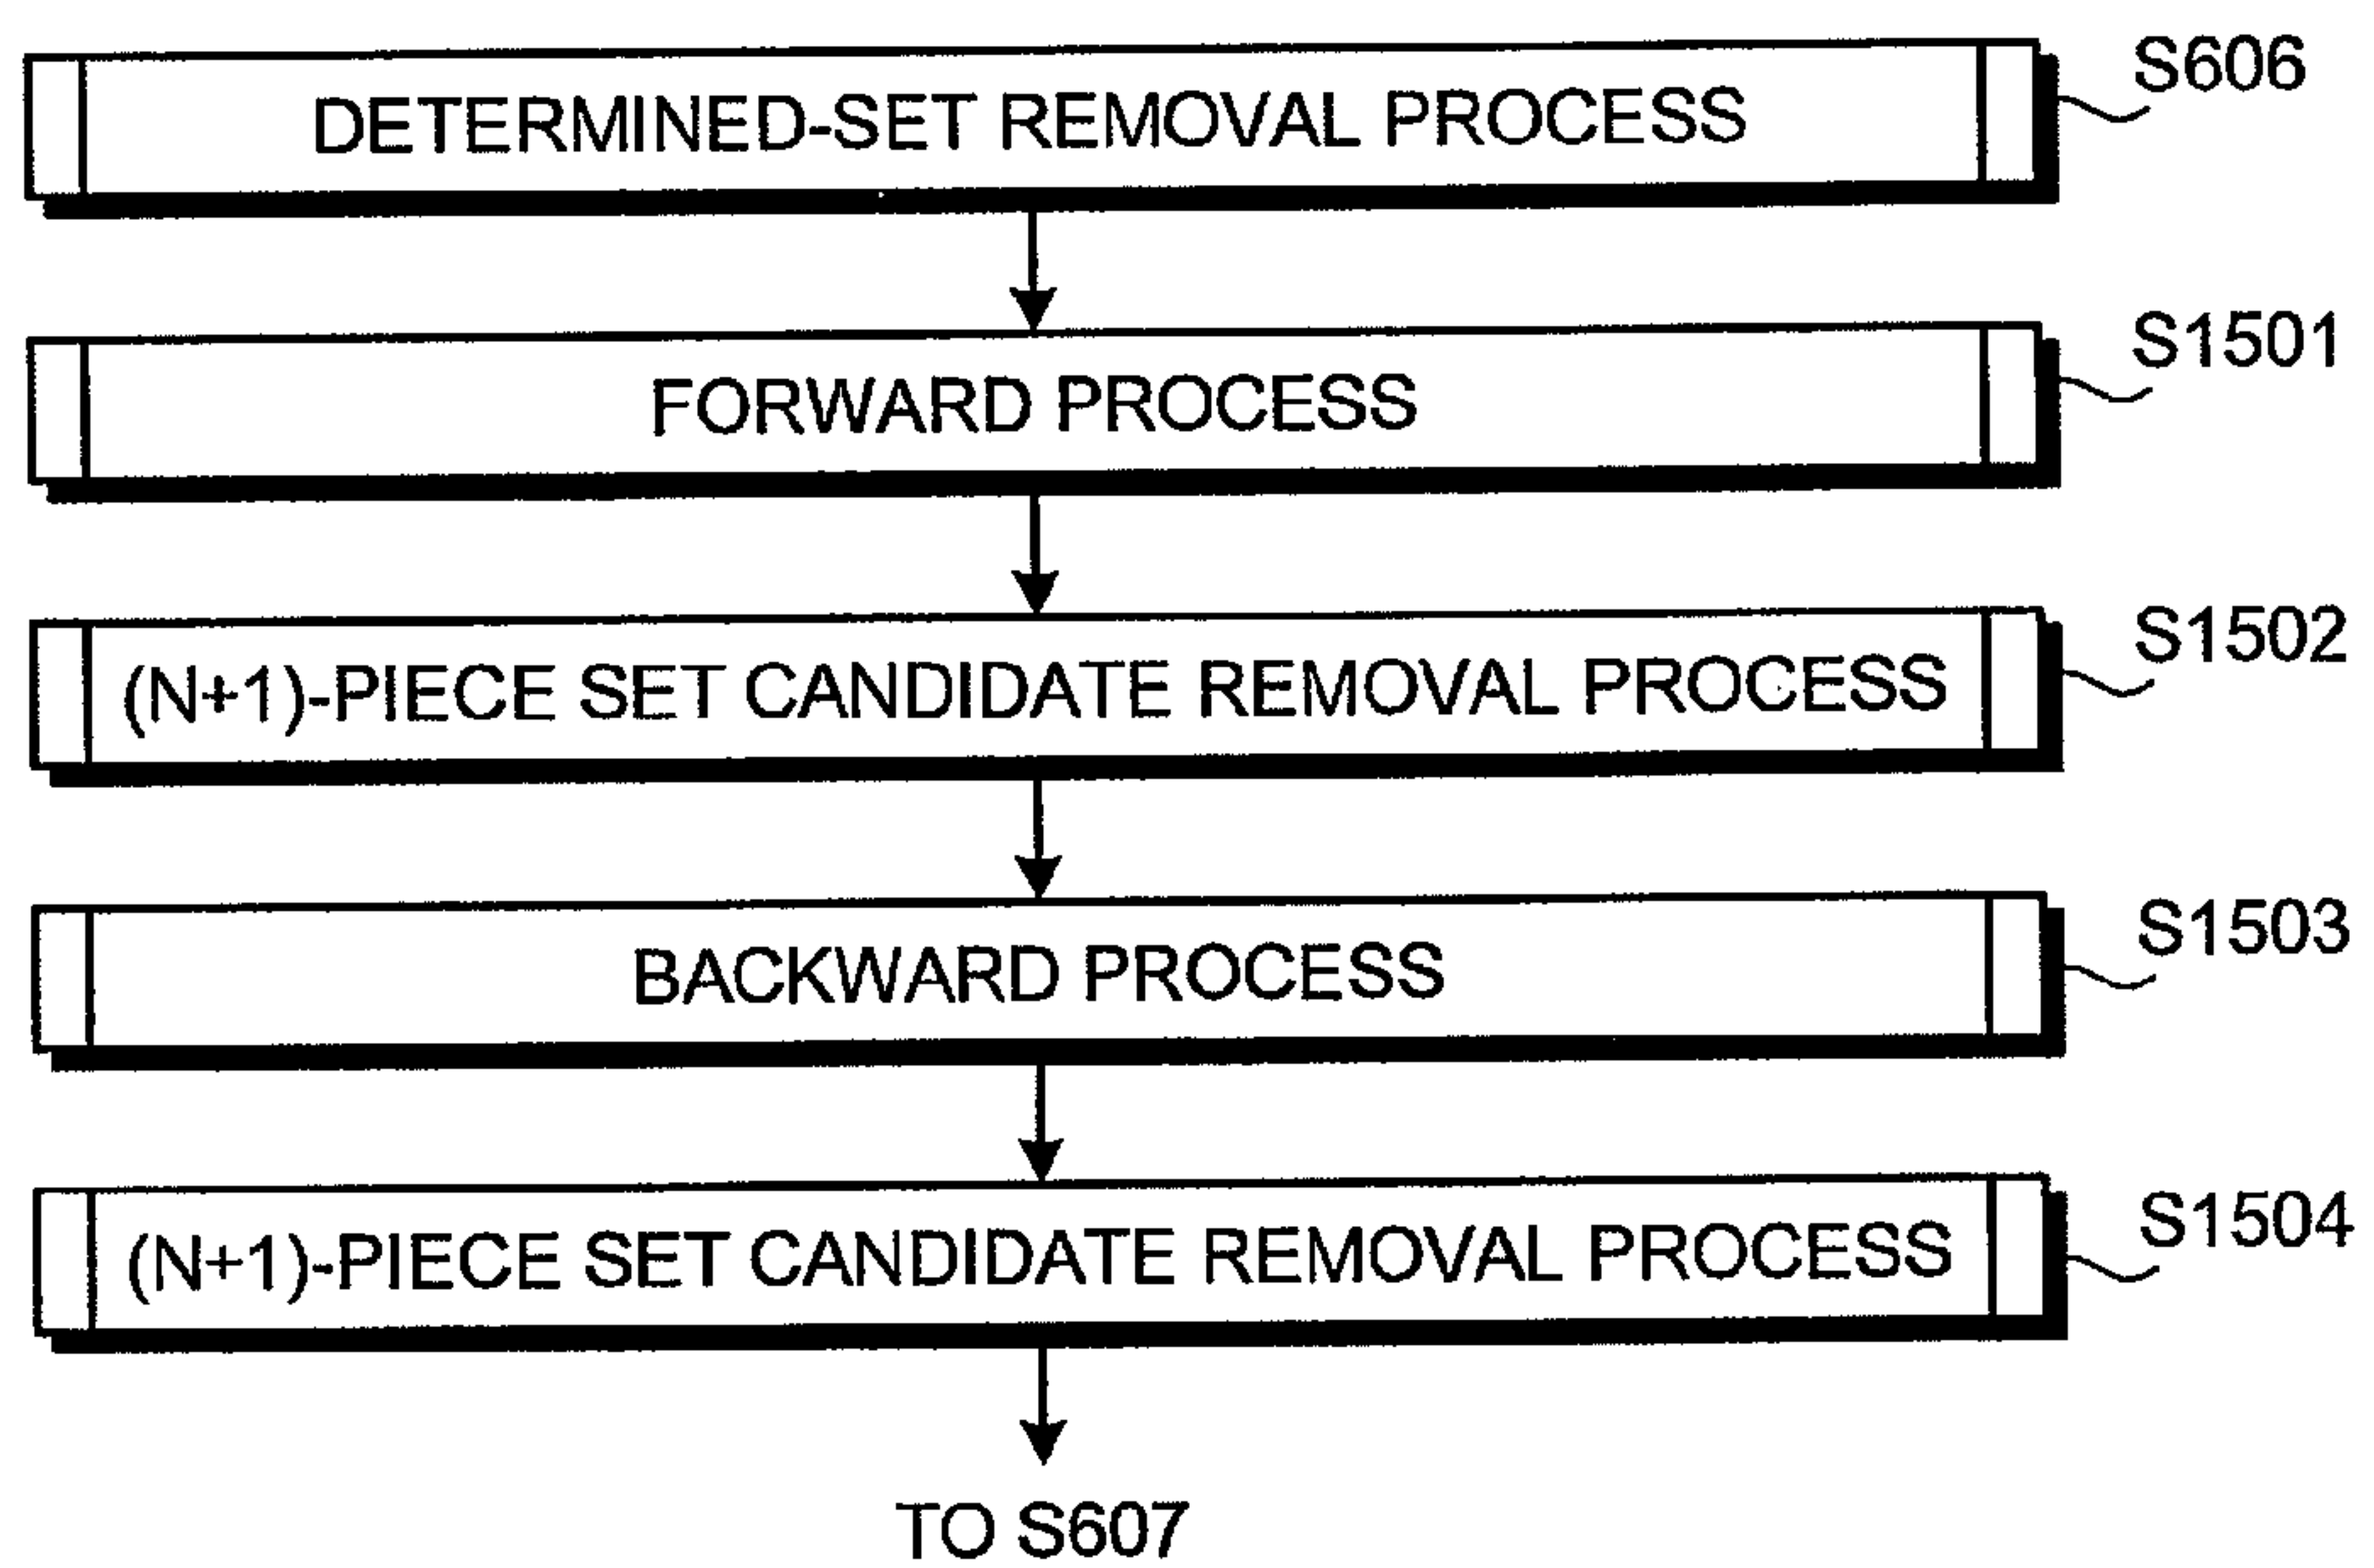 DETERMINED-SET REMOVAL PROCESS
S606
FORWARD PROCESS
S1501
(N+1)-PIECE SET CANDIDATE REMOVAL PROCESS
S1502
BACKWARD PROCESS
S1503
(N+1)-PIECE SET CANDIDATE REMOVAL PROCESS
S1504
TO S607